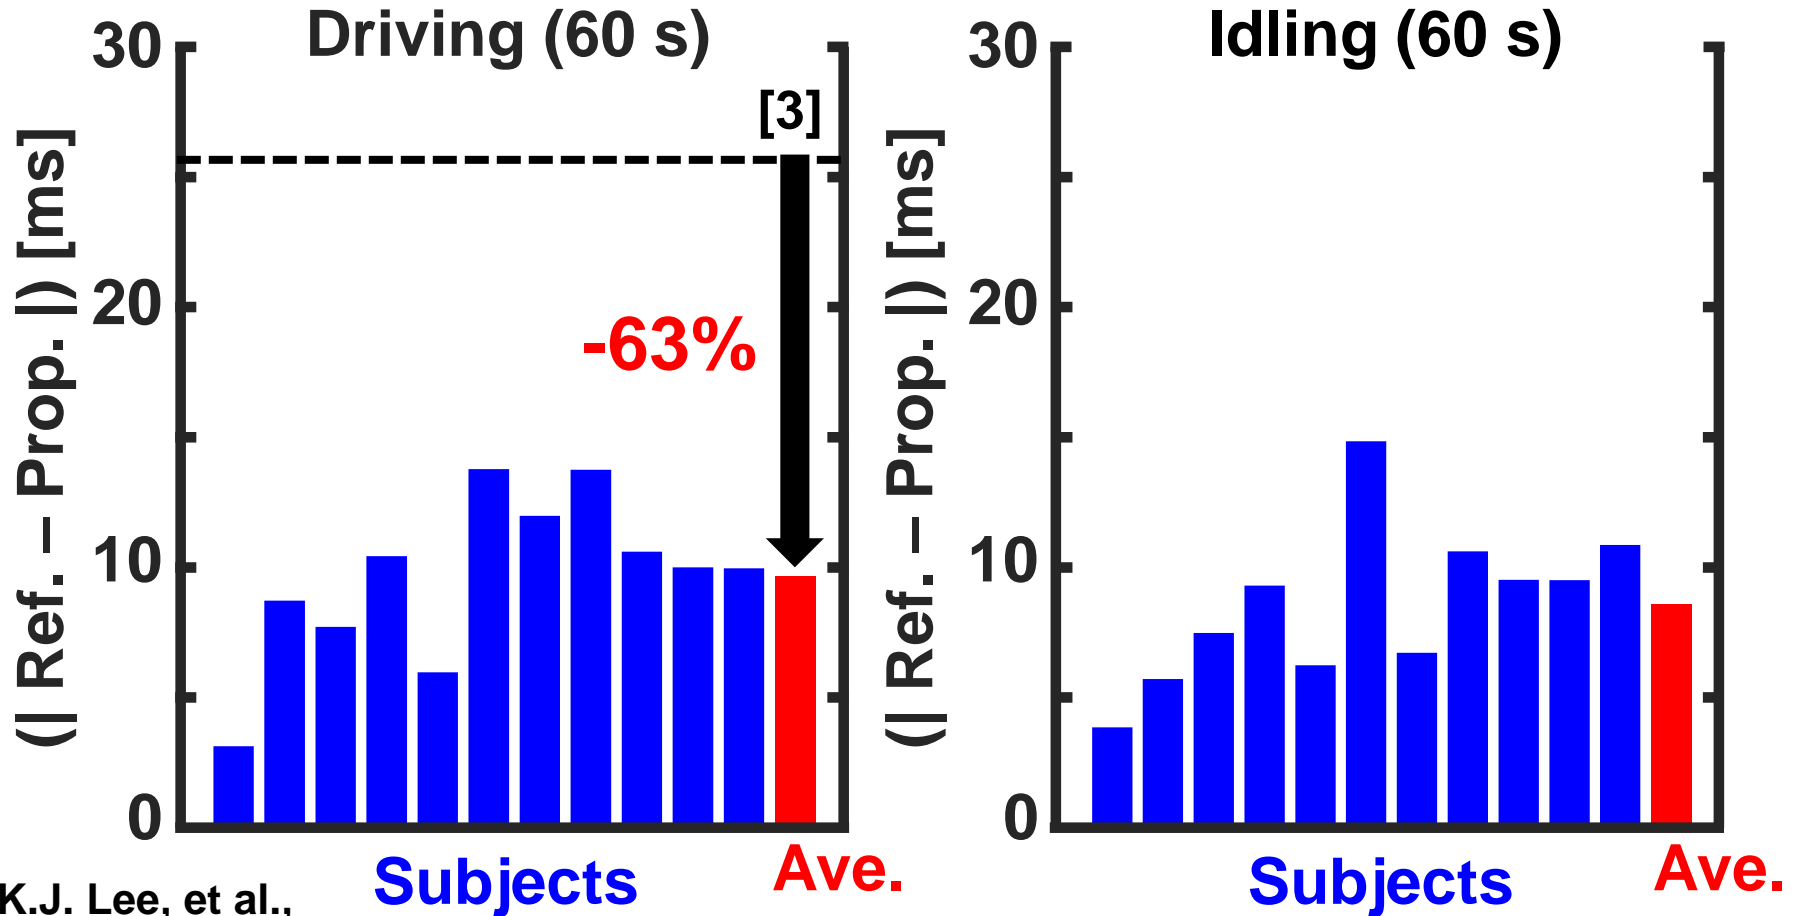 Driving (60 s)
(| Ref. – Prop. |) [ms]
30
20
10
0
[3]
-63%
Subjects
Ave.
K.J. Lee, et al.,
Idling (60 s)
(| Ref. – Prop. |) [ms]
30
20
10
0
Subjects
Ave.